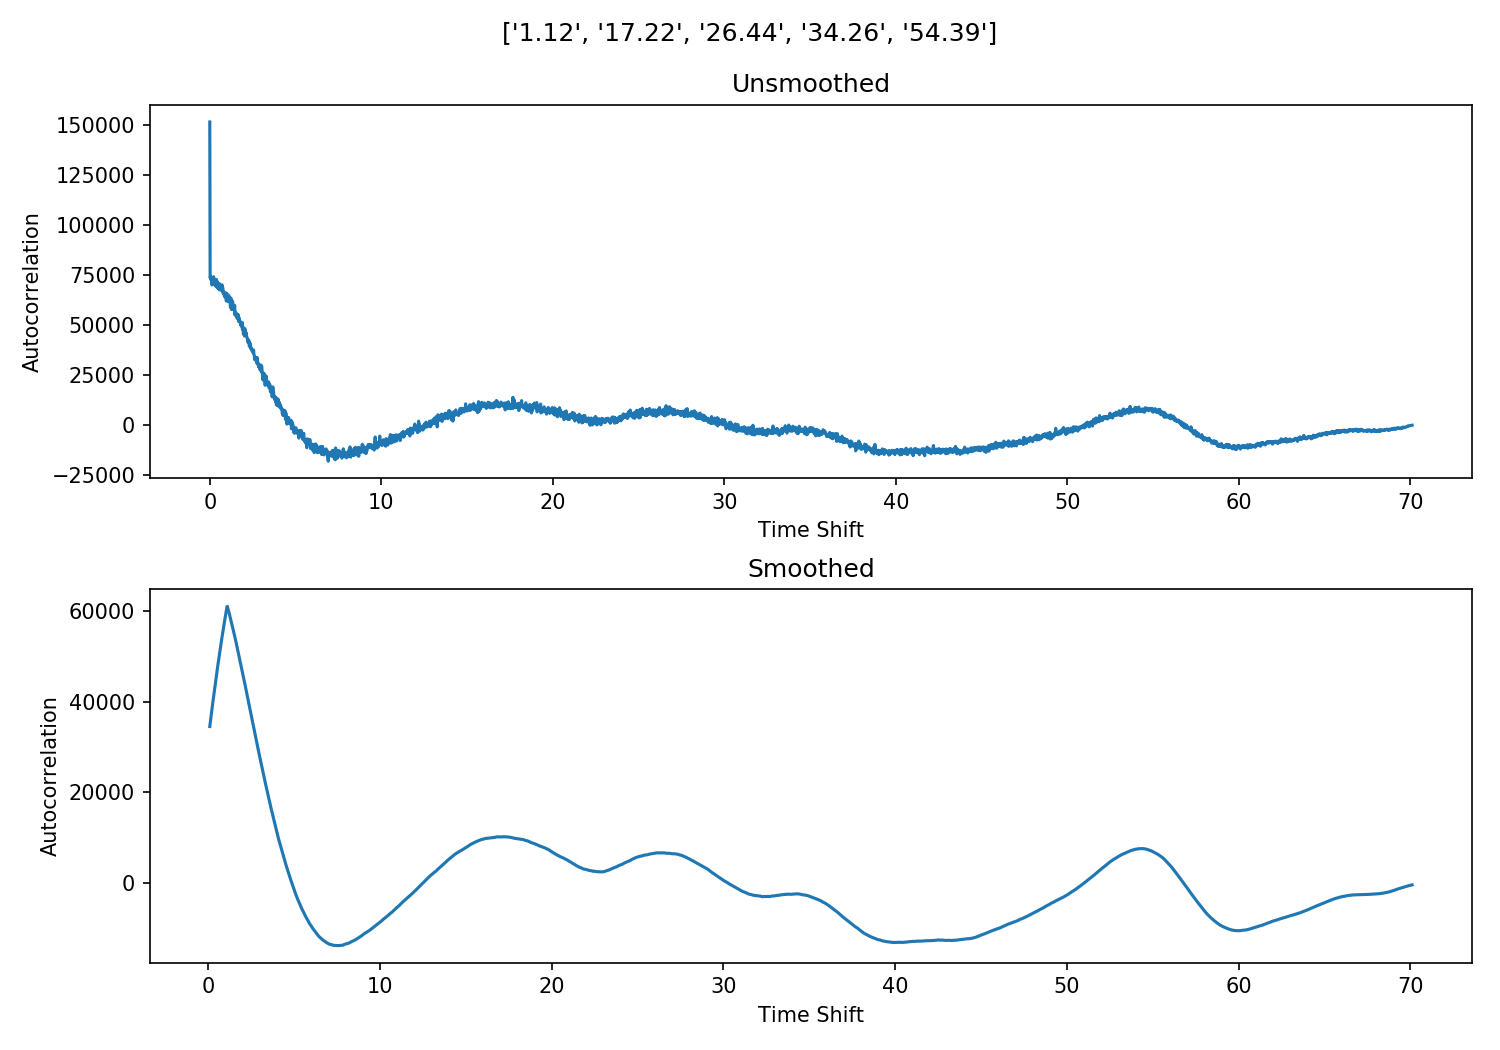 ['1.12', '17.22', '26.44', '34.26', '54.39']
Unsmoothed
Autocorrelation
150000
125000
100000
75000
50000
25000
0
−25000
0 10 20 30 40 50 60 70
Time Shift
Smoothed
Autocorrelation
60000
40000
20000
0
0 10 20 30 40 50 60 70
Time Shift